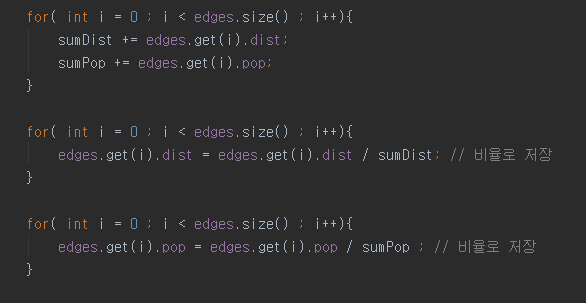 for( int i = 0 ; i < edges.size() ; i++){
    sumDist += edges.get(i).dist;
    sumPop += edges.get(i).pop;
}
for( int i = 0 ; i < edges.size() ; i++){
    edges.get(i).dist = edges.get(i).dist / sumDist; // 비율로 저장
}
for( int i = 0 ; i < edges.size() ; i++){
    edges.get(i).pop = edges.get(i).pop / sumPop ; // 비율로 저장
}